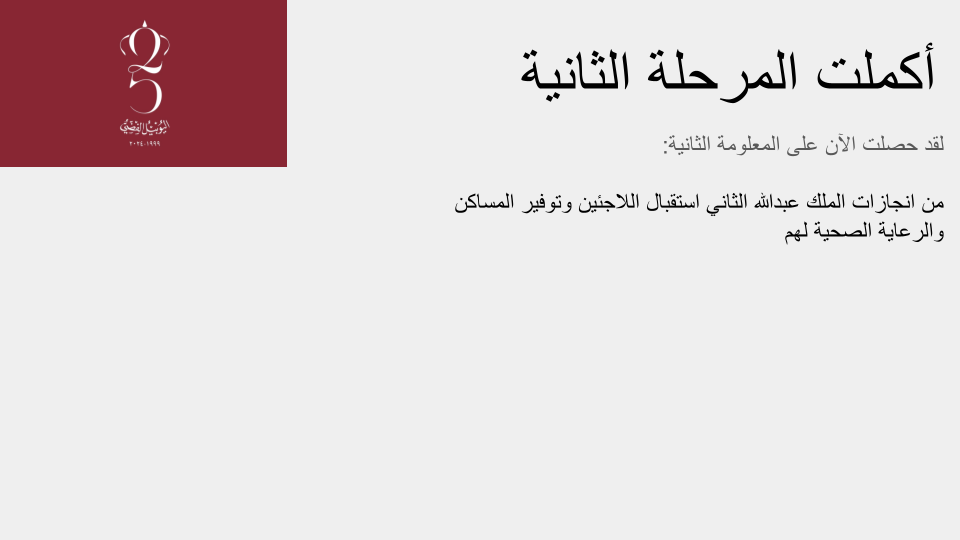 أكملت المرحلة الثانية
لقد حصلت الآن على المعلومة الثانية:
من انجازات الملك عبدالله الثاني استقبال اللاجئين وتوفير المساكن
والرعاية الصحية لهم
25
اليوبيل الفضي
٢٠٢٤-١٩٩٩